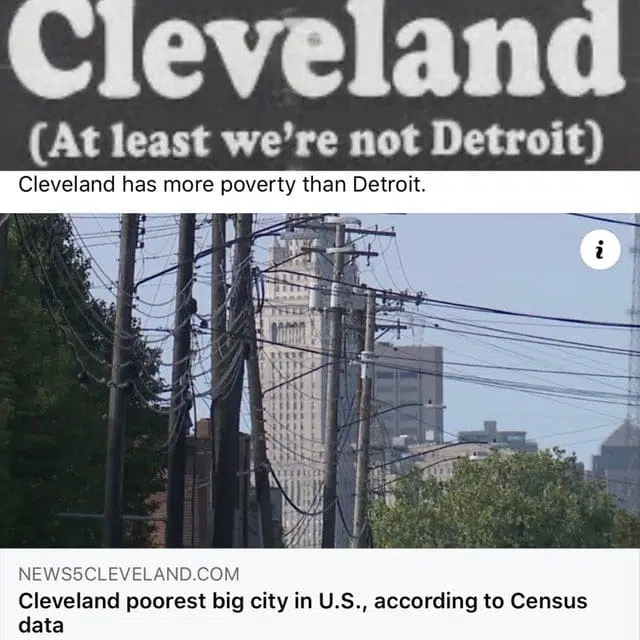 Cleveland
(At least we're not Detroit)
Cleveland has more poverty than Detroit.
i
NEWS5CLEVELAND.COM
Cleveland poorest big city in U.S., according to Census
data